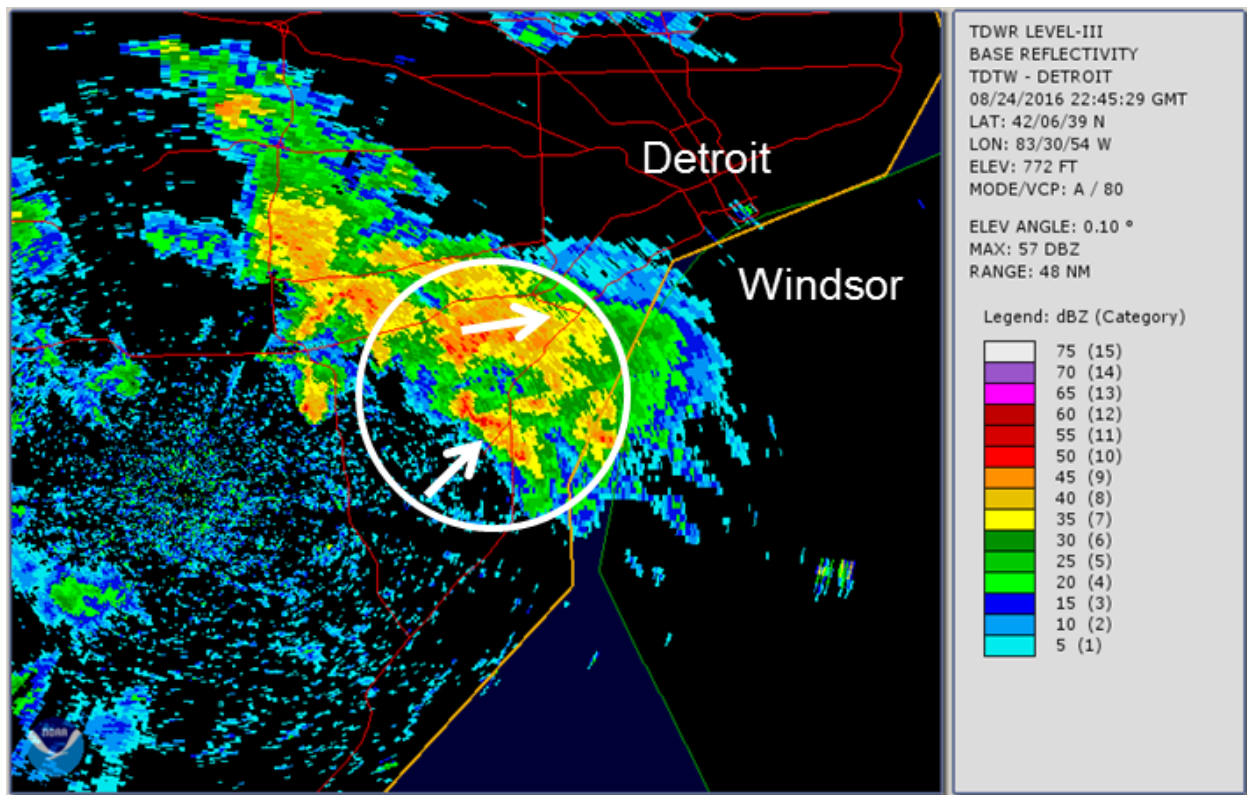 Detroit
Windsor
NOAA
TDWR LEVEL-III
BASE REFLECTIVITY
TDTW - DETROIT
08/24/2016 22:45:29 GMT
LAT: 42/06/39 N
LON: 83/30/54 W
ELEV: 772 FT
MODE/VCP: A / 80
ELEV ANGLE: 0.10 °
MAX: 57 DBZ
RANGE: 48 NM
Legend: dBZ (Category)
75 (15)
70 (14)
65 (13)
60 (12)
55 (11)
50 (10)
45 (9)
40 (8)
35 (7)
30 (6)
25 (5)
20 (4)
15 (3)
10 (2)
5 (1)